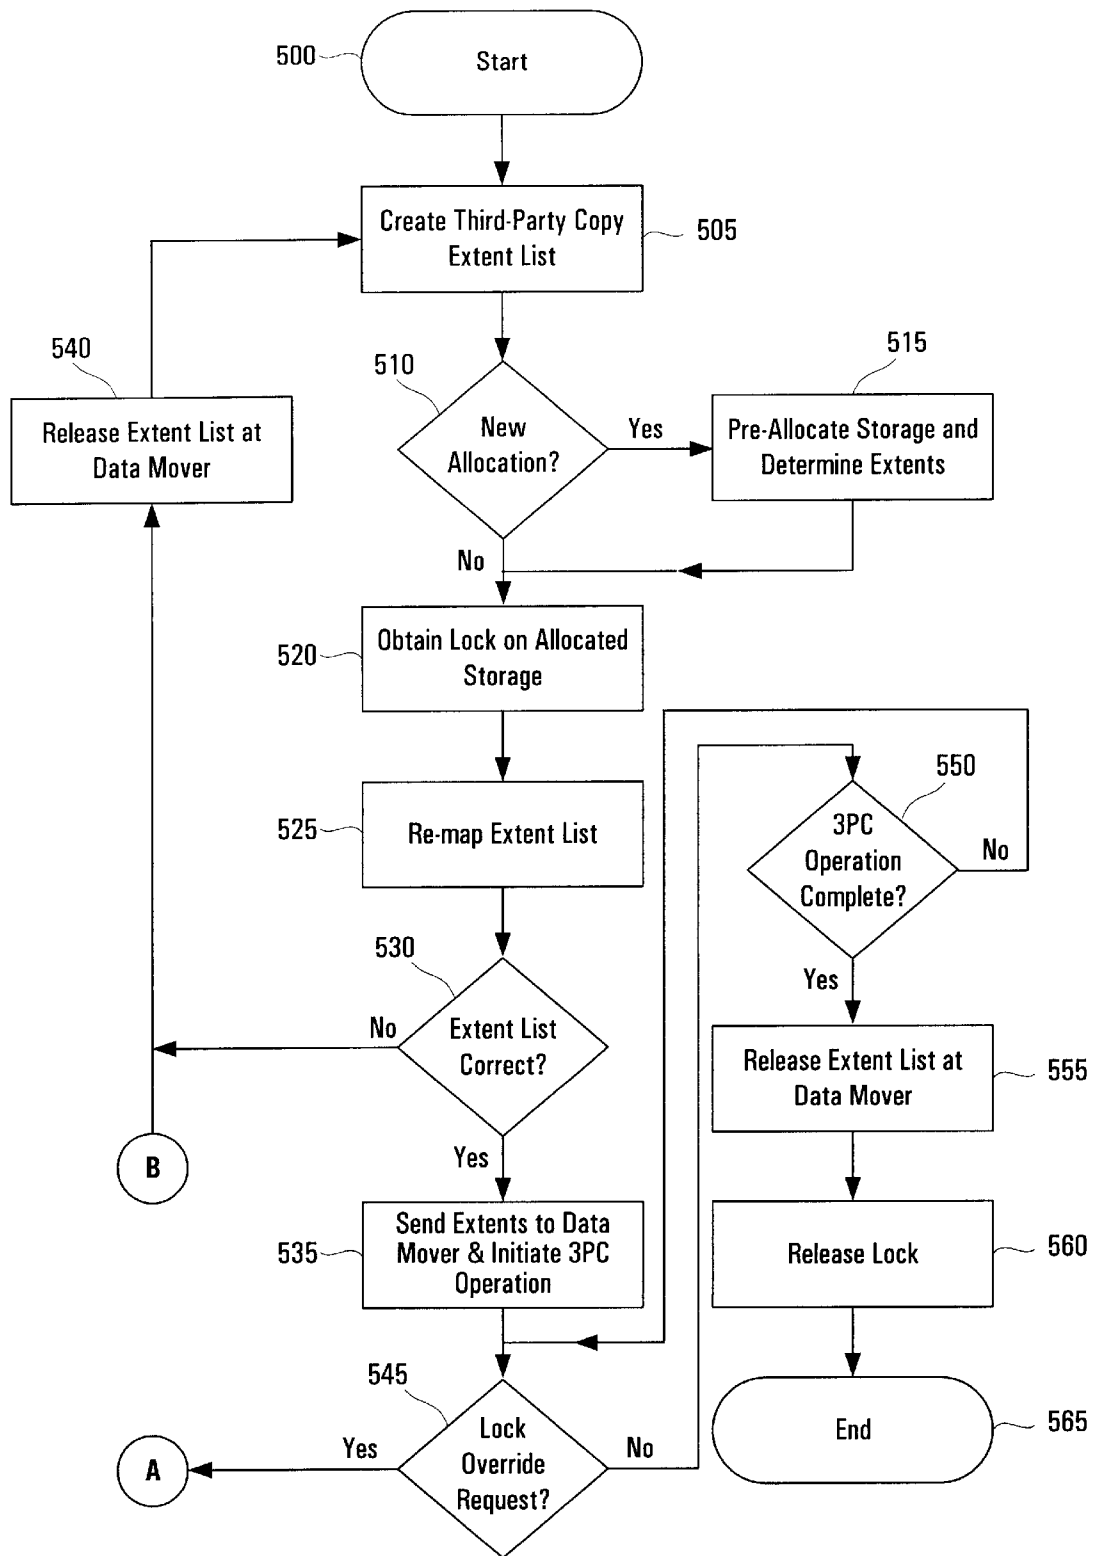 500
Start
Create Third-Party Copy
Extent List
505
540
Release Extent List at
Data Mover
510
New
Allocation?
Yes
515
Pre-Allocate Storage and
Determine Extents
No
520
Obtain Lock on Allocated
Storage
525
Re-map Extent List
550
3PC
Operation
Complete?
No
530
Extent List
Correct?
No
Yes
Yes
Release Extent List at
Data Mover
555
B
535
Send Extents to Data
Mover & Initiate 3PC
Operation
Release Lock
560
545
Lock
Override
Request?
Yes
No
A
End
565